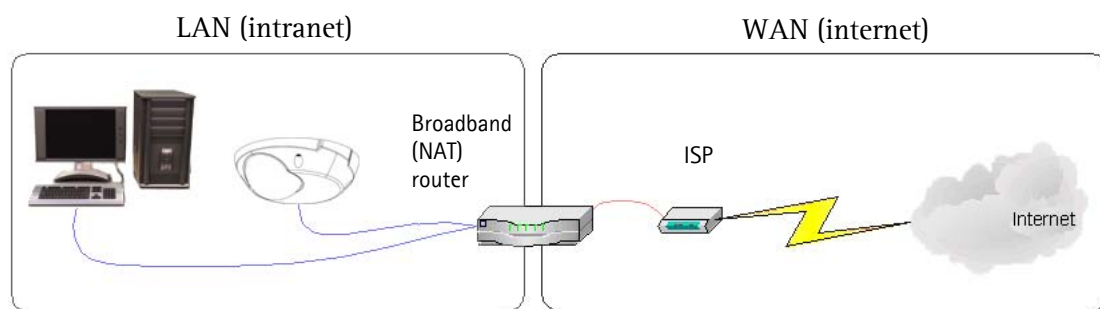 LAN (intranet)
WAN (internet)
Broadband
(NAT)
router
ISP
Internet